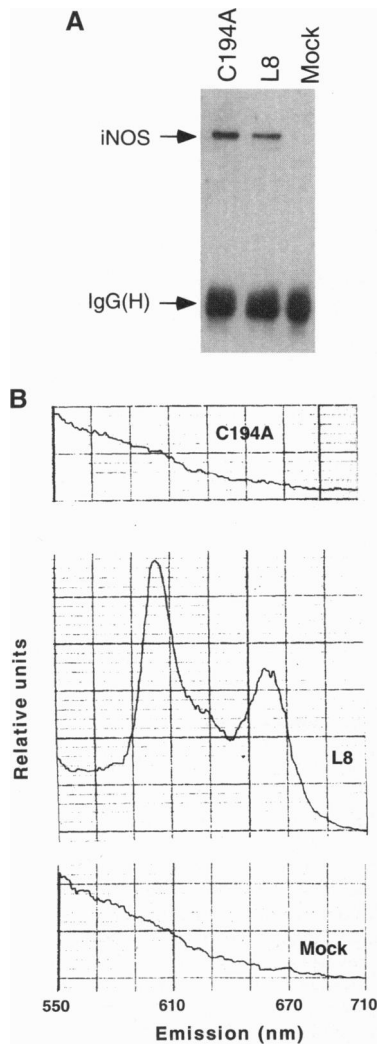 A
C194A
L8
Mock
iNOS
IgG(H)
B
C194A
Relative units
L8
Mock
550 610 670 710
Emission (nm)